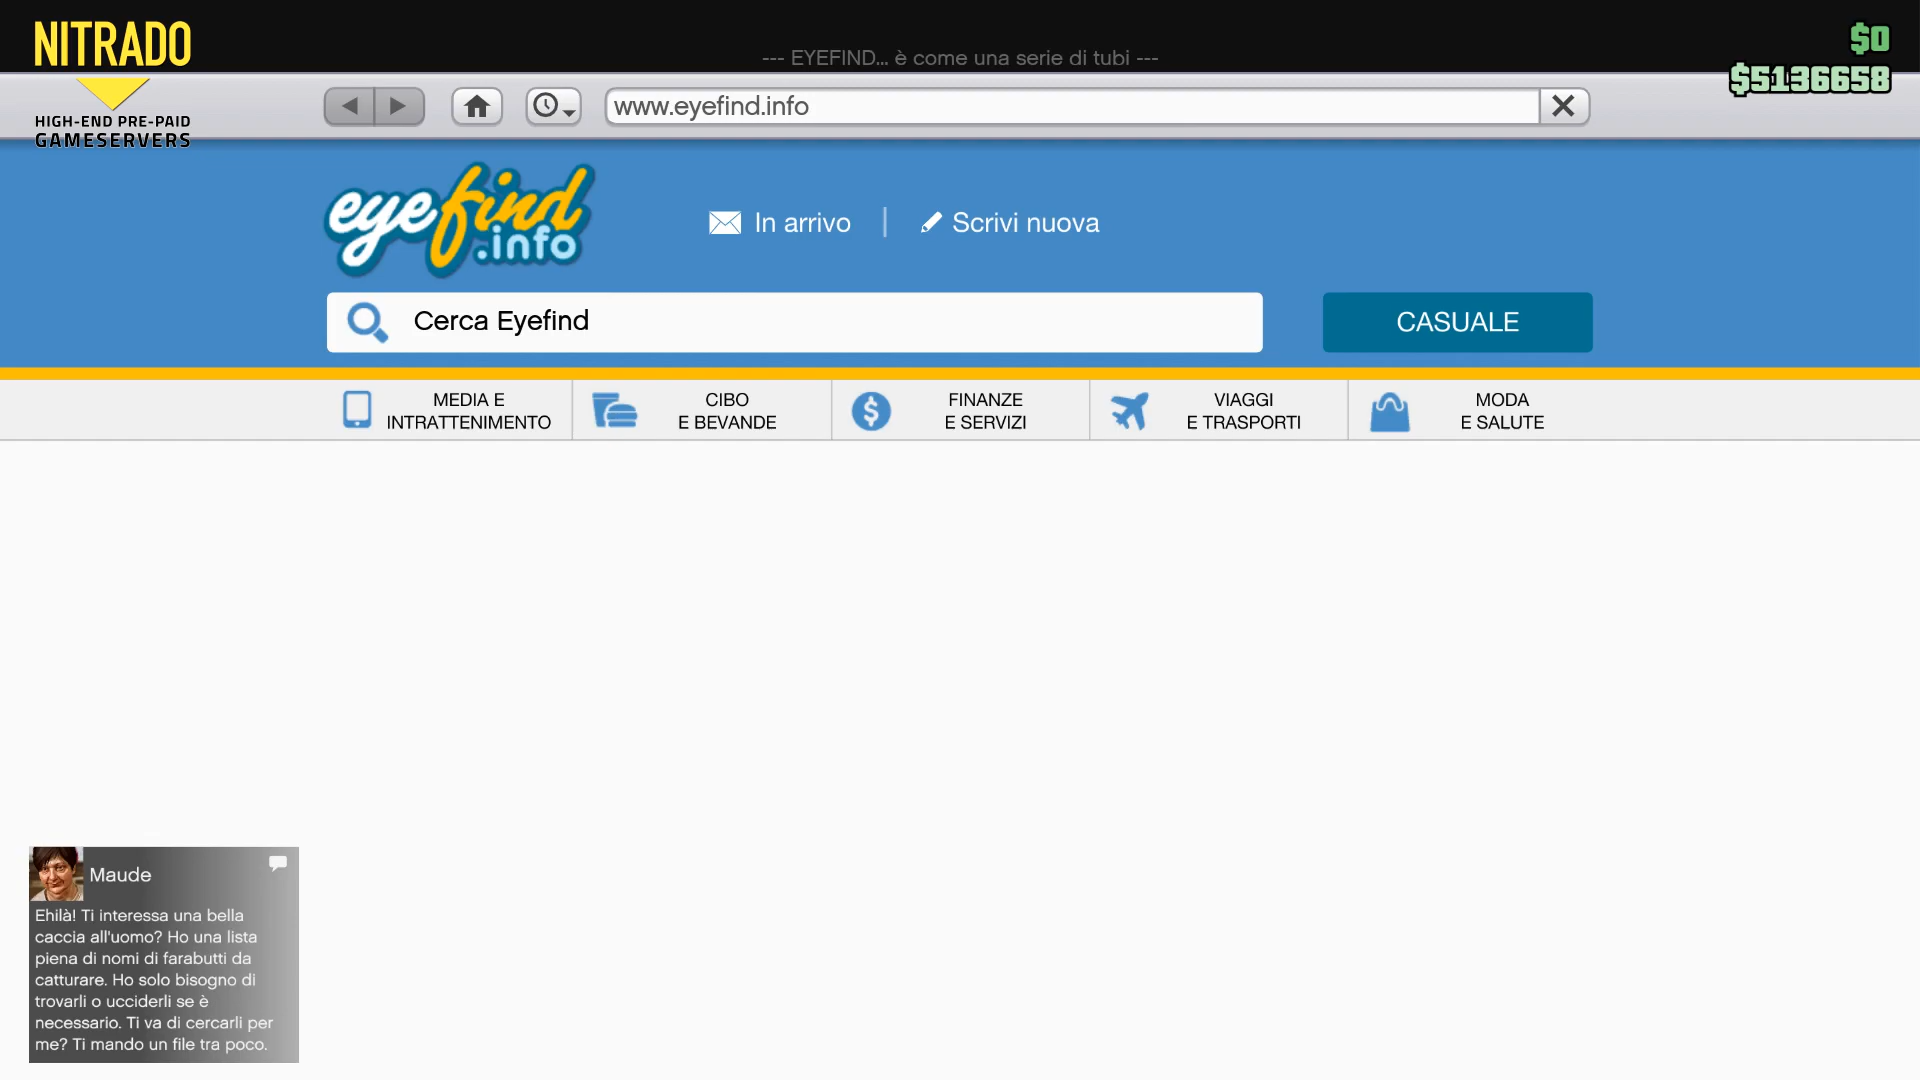 NITRADO
HIGH-END PRE-PAID
GAMESERVERS
--- EYEFIND... è come una serie di tubi ---
$0
$5136658
www.eyefind.info
eyefind
.info
In arrivo
Scrivi nuova
Cerca Eyefind
CASUALE
MEDIA E
INTRATTENIMENTO
CIBO
E BEVANDE
FINANZE
E SERVIZI
VIAGGI
E TRASPORTI
MODA
E SALUTE
Maude
Ehilà! Ti interessa una bella
caccia all'uomo? Ho una lista
piena di nomi di farabutti da
catturare. Ho solo bisogno di
trovarli o ucciderli se è
necessario. Ti va di cercarli per
me? Ti mando un file tra poco.